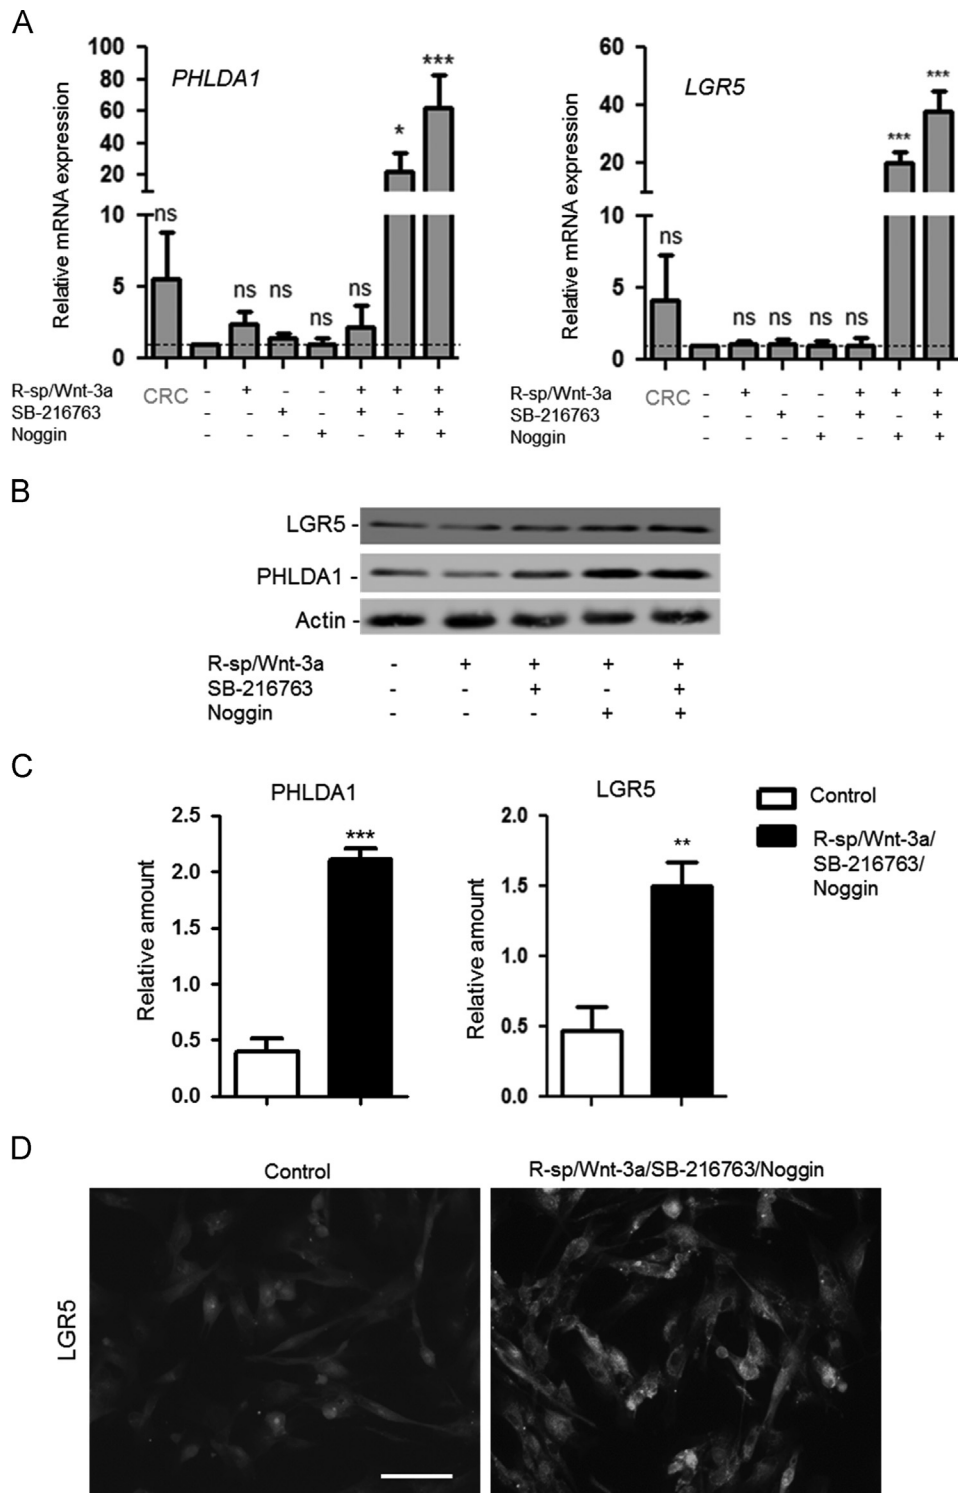 A
PHLDA1
Relative mRNA expression
100
80
60
40
20
10
5
0
ns
ns
ns
ns
ns
*
***
R-sp/Wnt-3a CRC - + - - + + +
SB-216763 - - + - + - +
Noggin - - - + - + +
LGR5
Relative mRNA expression
60
40
20
10
5
0
ns
ns
ns
ns
ns
***
***
R-sp/Wnt-3a CRC - + - - + + +
SB-216763 - - + - + - +
Noggin - - - + - + +
B
LGR5 -
PHLDA1 -
Actin -
R-sp/Wnt-3a - + + + +
SB-216763 - - + - +
Noggin - - - + +
C
PHLDA1
Relative amount
2.5
2.0
1.5
1.0
0.5
0.0
***
LGR5
Relative amount
2.0
1.5
1.0
0.5
0.0
**
Control
R-sp/Wnt-3a/
SB-216763/
Noggin
D
Control
R-sp/Wnt-3a/SB-216763/Noggin
LGR5